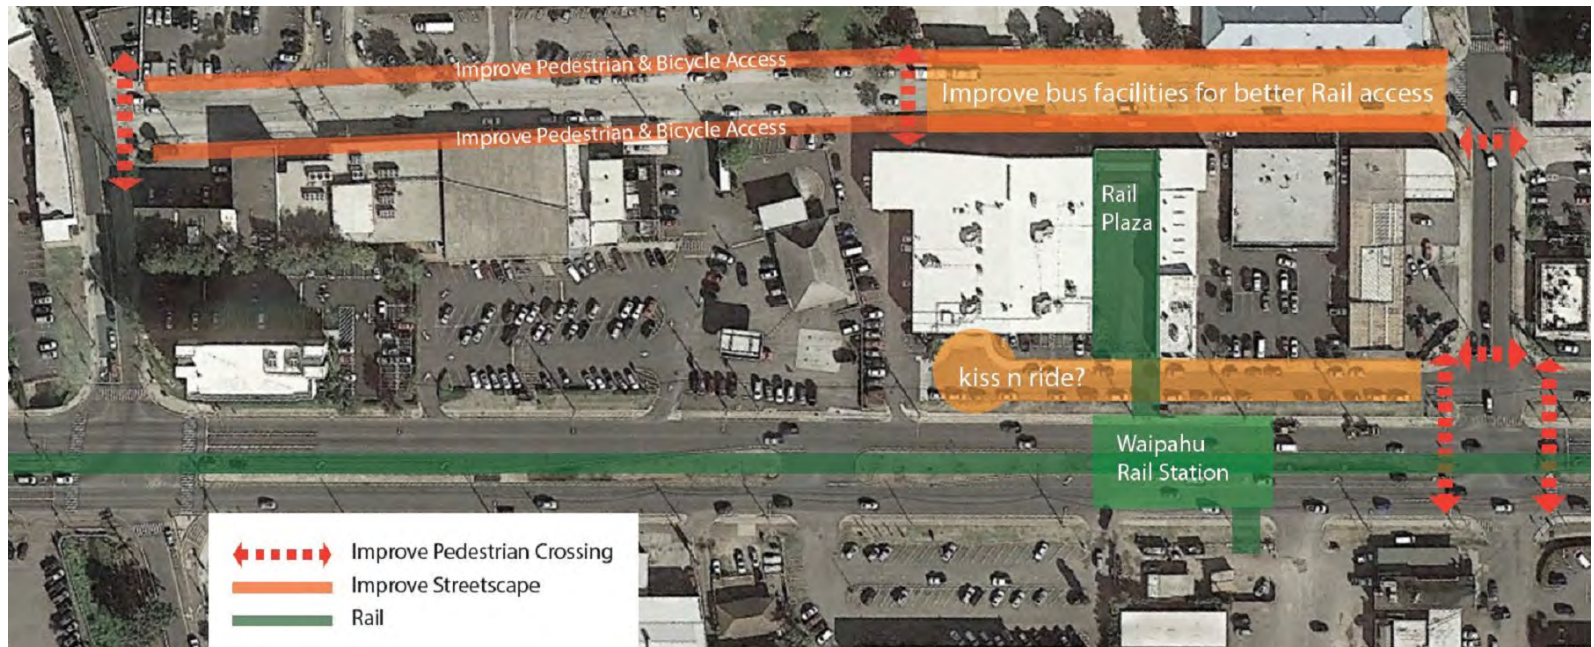 Improve Pedestrian & Bicycle Access
Improve bus facilities for better Rail access
Improve Pedestrian & Bicycle Access
Rail
Plaza
kiss n ride?
Waipahu
Rail Station
Improve Pedestrian Crossing
Improve Streetscape
Rail